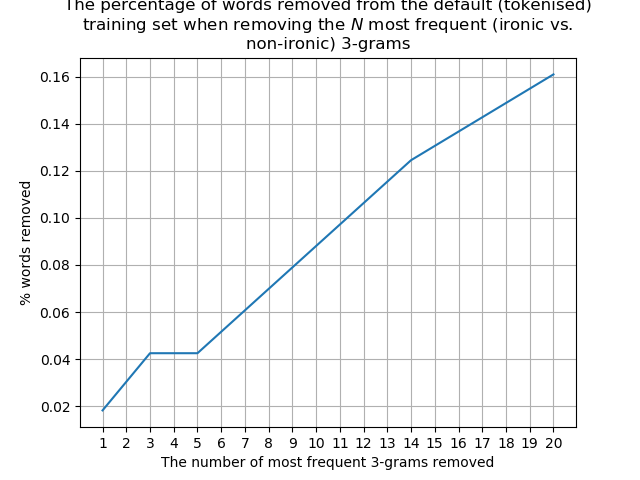 The percentage of words removed from the default (tokenised)
training set when removing the N most frequent (ironic vs.
non-ironic) 3-grams
% words removed
0.16
0.14
0.12
0.10
0.08
0.06
0.04
0.02
1 2 3 4 5 6 7 8 9 10 11 12 13 14 15 16 17 18 19 20
The number of most frequent 3-grams removed